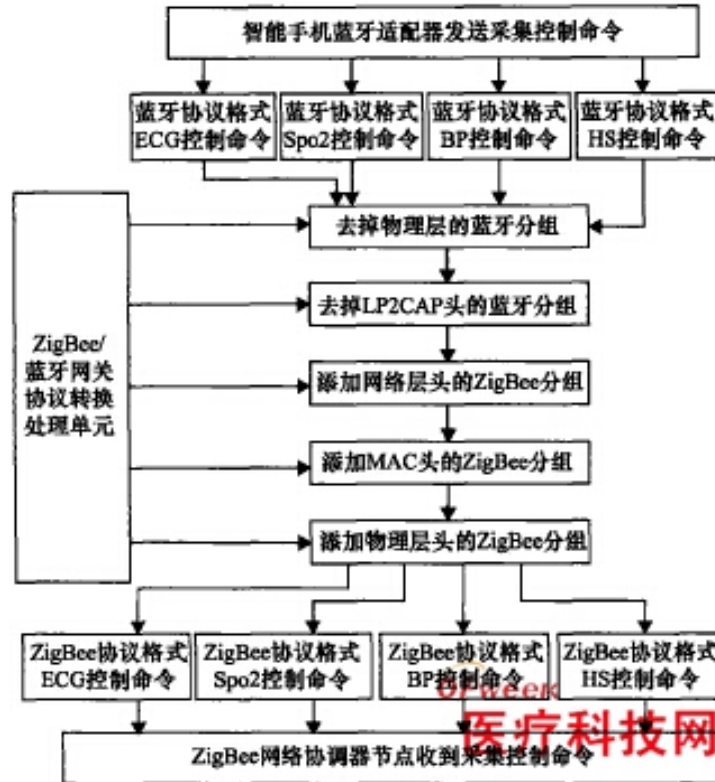 智能手机蓝牙适配器发送采集控制命令
蓝牙协议格式
ECG控制命令
蓝牙协议格式
Spo2控制命令
蓝牙协议格式
BP控制命令
蓝牙协议格式
HS控制命令
去掉物理层的蓝牙分组
去掉LP2CAP头的蓝牙分组
ZigBee/
蓝牙网关
协议转换
处理单元
添加网络层头的ZigBee分组
添加MAC头的ZigBee分组
添加物理层头的ZigBee分组
ZigBee协议格式
ECG控制命令
ZigBee协议格式
Spo2控制命令
ZigBee协议格式
BP控制命令
ZigBee协议格式
HS控制命令
OFweek
医疗科技网
ZigBee网络协调器节点收到采集控制命令